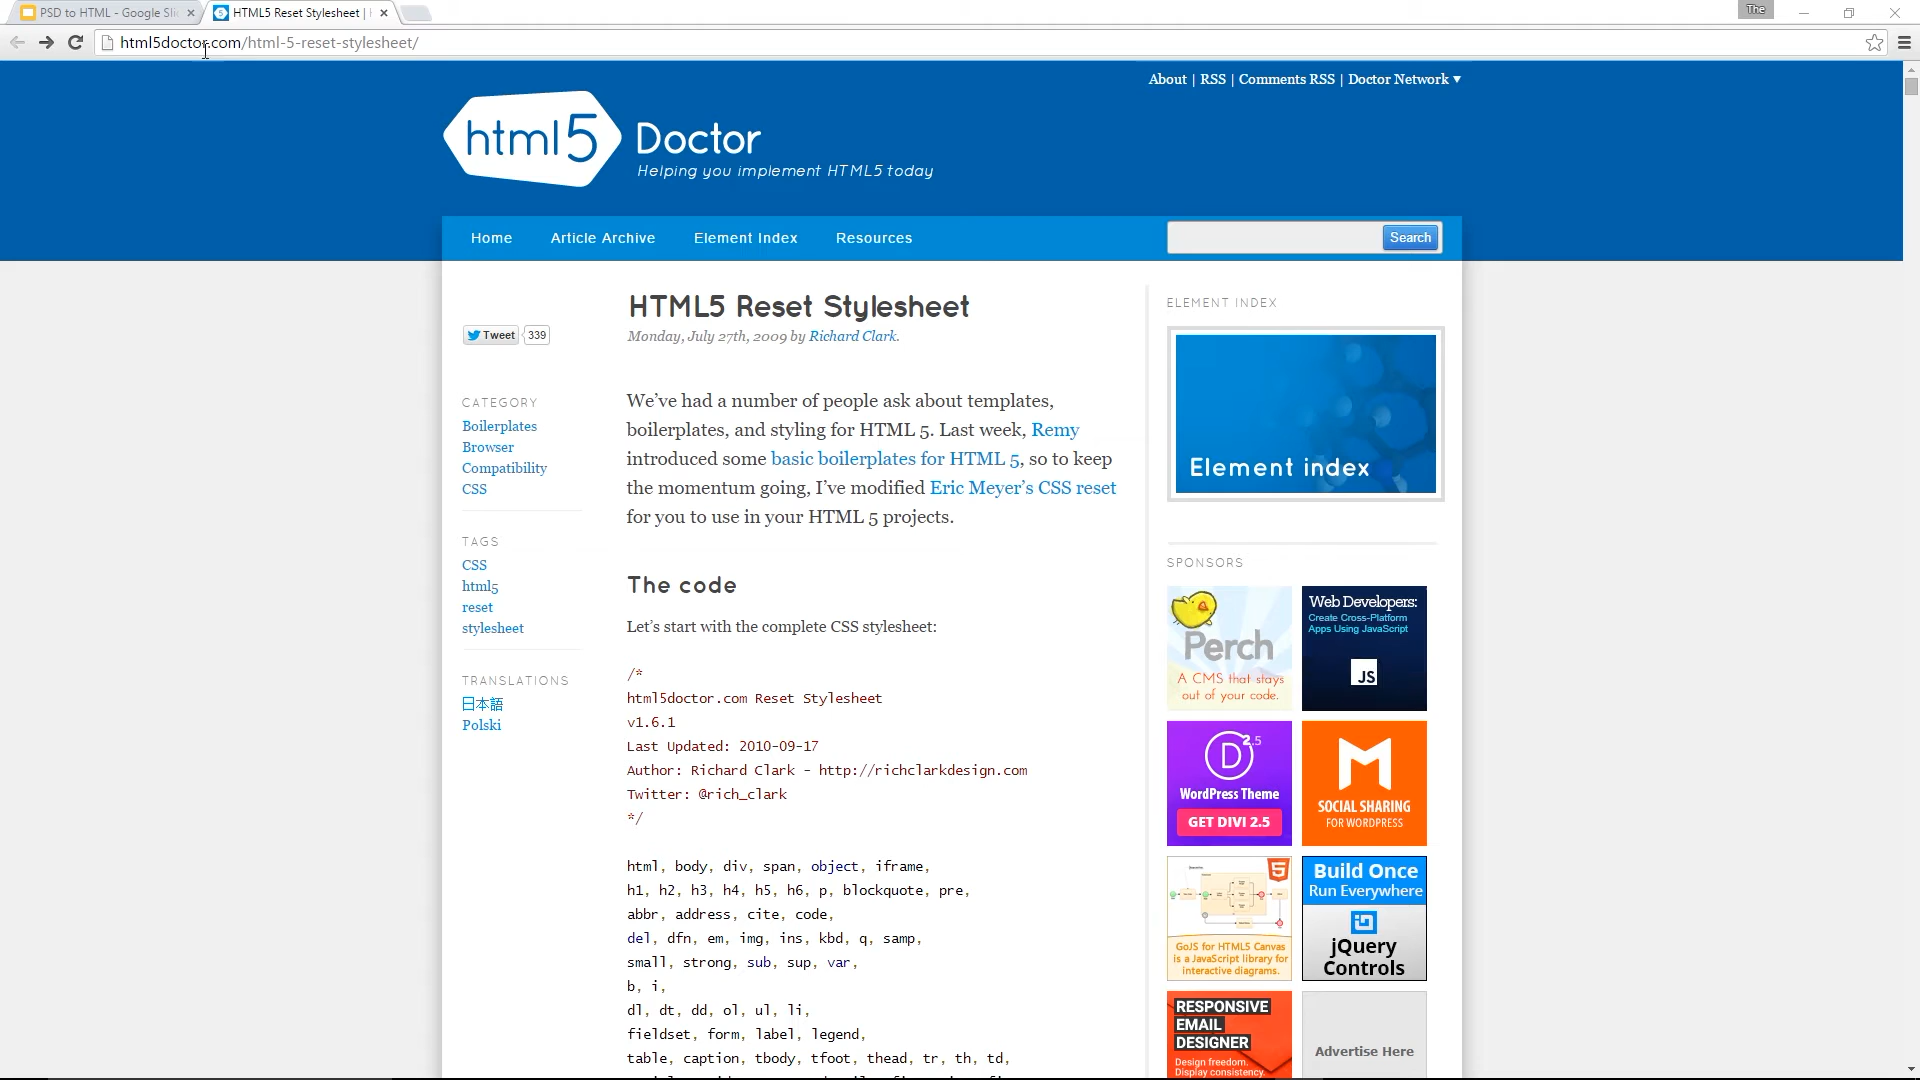 PSD to HTML - Google Sli
HTML5 Reset Stylesheet |
The
html5doctor.com/html-5-reset-stylesheet/
About | RSS | Comments RSS | Doctor Network ▾
html5 Doctor
Helping you implement HTML5 today
Home Article Archive Element Index Resources
Search
Tweet 339
CATEGORY
Boilerplates
Browser
Compatibility
CSS
TAGS
CSS
html5
reset
stylesheet
TRANSLATIONS
日本語
Polski
HTML5 Reset Stylesheet
Monday, July 27th, 2009 by Richard Clark.
We’ve had a number of people ask about templates,
boilerplates, and styling for HTML 5. Last week, Remy
introduced some basic boilerplates for HTML 5, so to keep
the momentum going, I’ve modified Eric Meyer’s CSS reset
for you to use in your HTML 5 projects.
The code
Let’s start with the complete CSS stylesheet:
/*
html5doctor.com Reset Stylesheet
v1.6.1
Last Updated: 2010-09-17
Author: Richard Clark - http://richclarkdesign.com
Twitter: @rich_clark
*/
html, body, div, span, object, iframe,
h1, h2, h3, h4, h5, h6, p, blockquote, pre,
abbr, address, cite, code,
del, dfn, em, img, ins, kbd, q, samp,
small, strong, sub, sup, var,
b, i,
dl, dt, dd, ol, ul, li,
fieldset, form, label, legend,
table, caption, tbody, tfoot, thead, tr, th, td,
ELEMENT INDEX
Element index
SPONSORS
Perch
A CMS that stays
out of your code.
Web Developers:
Create Cross-Platform
Apps Using JavaScript
JS
D 2.5
WordPress Theme
GET DIVI 2.5
M
SOCIAL SHARING
FOR WORDPRESS
5
GoJS for HTML5 Canvas
is a JavaScript library for
interactive diagrams.
Build Once
Run Everywhere
jQuery
Controls
RESPONSIVE
EMAIL
DESIGNER
Design freedom.
Display consistency.
Advertise Here